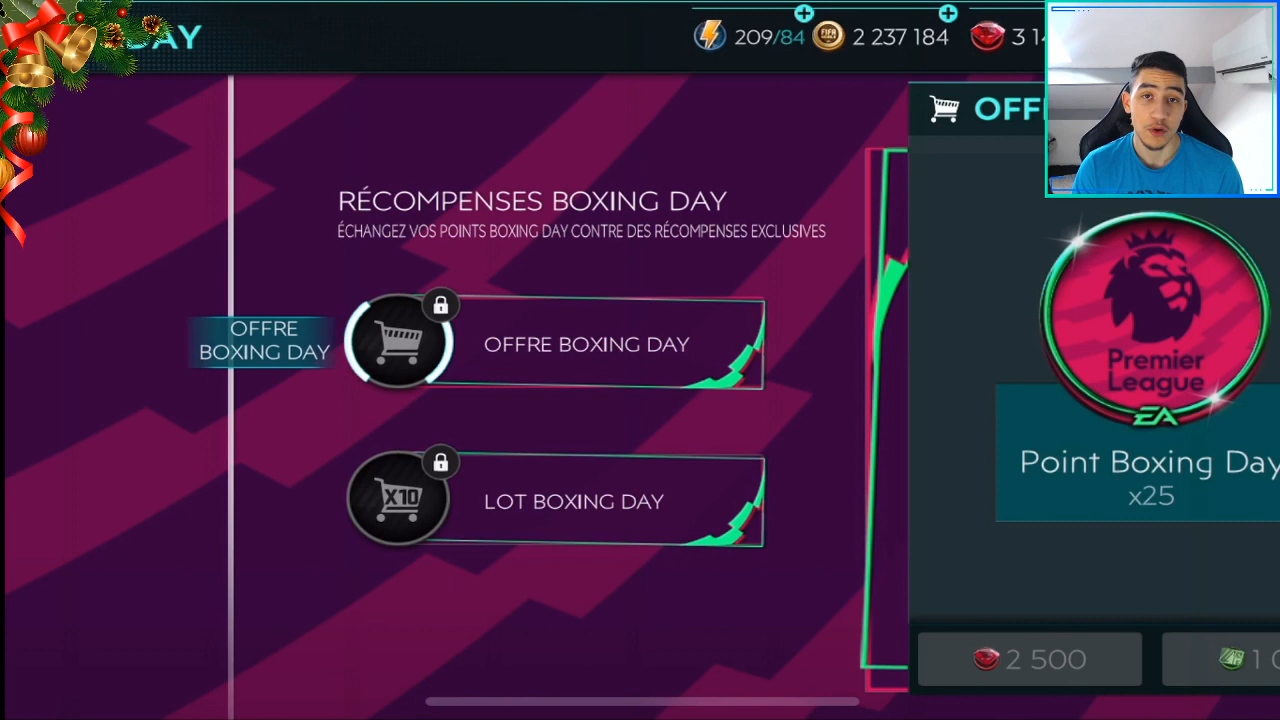 AY
209/84
2 237 184
3 14
RÉCOMPENSES BOXING DAY
ÉCHANGEZ VOS POINTS BOXING DAY CONTRE DES RÉCOMPENSES EXCLUSIVES
OFFRE
BOXING DAY
OFFRE BOXING DAY
X10
LOT BOXING DAY
OFF
Premier
League
EA
Point Boxing Day
x25
2 500
1 0